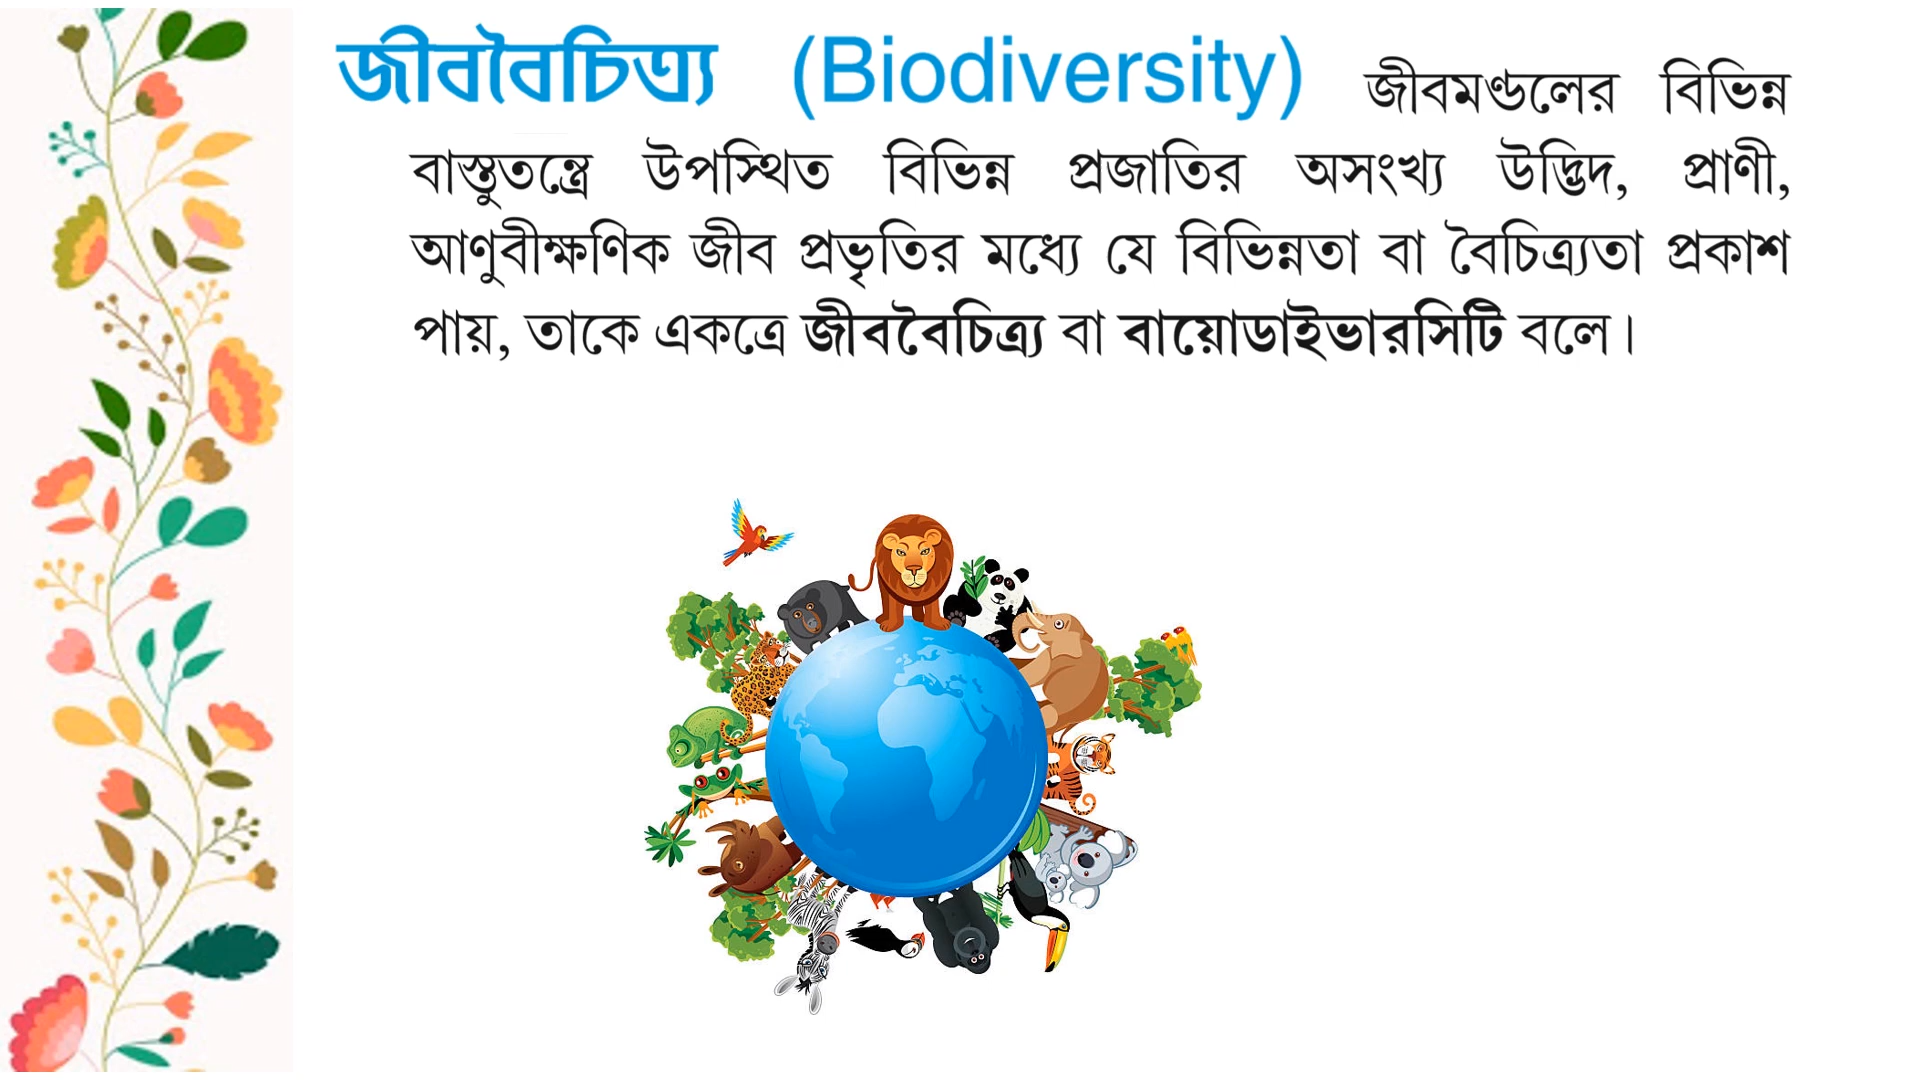 জীববৈচিত্র্য (Biodiversity) জীবমণ্ডলের বিভিন্ন
বাস্তুতন্ত্রে উপস্থিত বিভিন্ন প্রজাতির অসংখ্য উদ্ভিদ, প্রাণী,
আণুবীক্ষণিক জীব প্রভৃতির মধ্যে যে বিভিন্নতা বা বৈচিত্র্যতা প্রকাশ
পায়, তাকে একত্রে জীববৈচিত্র্য বা বায়োডাইভারসিটি বলে।